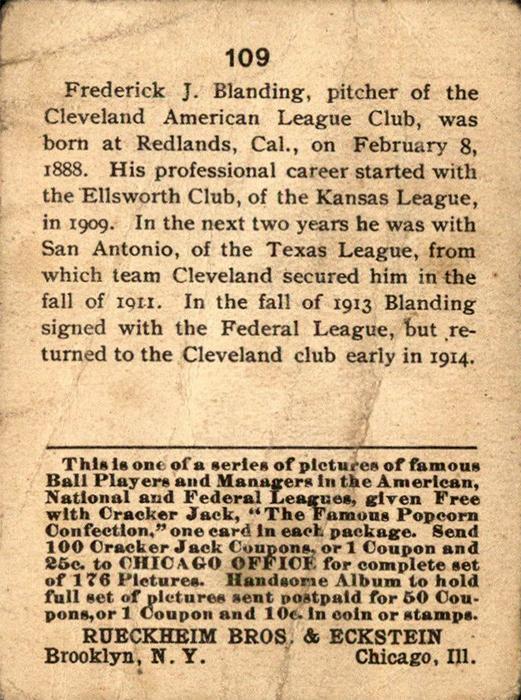 109
Frederick J. Blanding, pitcher of the
Cleveland American League Club, was
born at Redlands, Cal., on February 8,
1888. His professional career started with
the Ellsworth Club, of the Kansas League,
in 1909. In the next two years he was with
San Antonio, of the Texas League, from
which team Cleveland secured him in the
fall of 1911. In the fall of 1913 Blanding
signed with the Federal League, but re-
turned to the Cleveland club early in 1914.
This is one of a series of pictures of famous
Ball Players and Managers in the American,
National and Federal Leagues, given Free
with Cracker Jack, "The Famous Popcorn
Confection," one card in each package. Send
100 Cracker Jack Coupons, or 1 Coupon and
25c. to CHICAGO OFFICE for complete set
of 176 Pictures. Handsome Album to hold
full set of pictures sent postpaid for 50 Cou-
pons, or 1 Coupon and 10c. in coin or stamps.
RUECKHEIM BROS. & ECKSTEIN
Brooklyn, N. Y. Chicago, Ill.